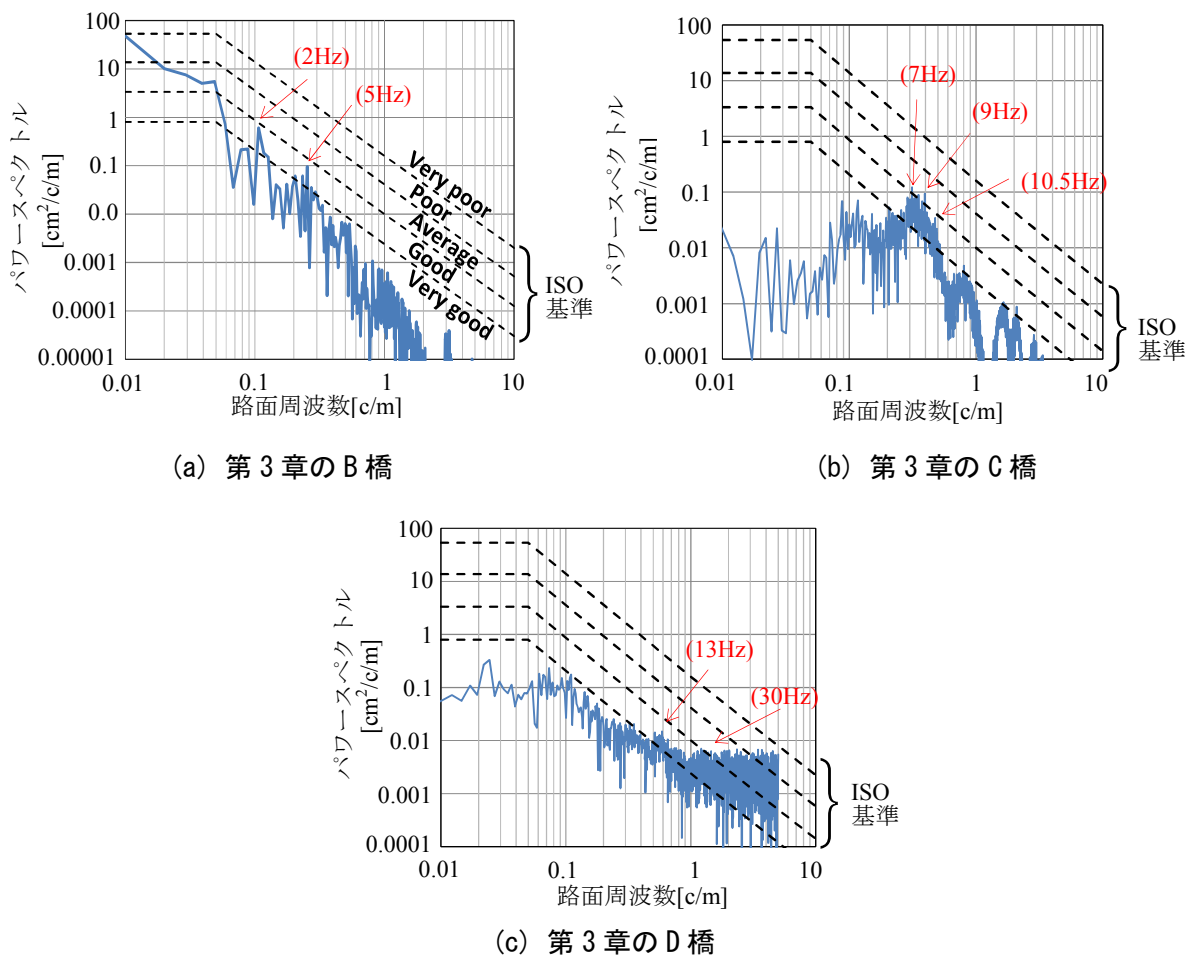 100
10
1
0.1
0.0
0.001
0.0001
0.00001
0.01
0.1
1
10
パワースペクトル
[cm²/c/m]
路面周波数[c/m]
(2Hz)
(5Hz)
Very poor
Poor
Average
Good
Very good
ISO
基準
(a) 第3章のB橋
100
10
1
0.1
0.01
0.001
0.0001
0.01
0.1
1
10
パワースペクトル
[cm²/c/m]
路面周波数[c/m]
(7Hz)
(9Hz)
(10.5Hz)
ISO
基準
(b) 第3章のC橋
100
10
1
0.1
0.01
0.001
0.0001
0.01
0.1
1
10
パワースペクトル
[cm²/c/m]
路面周波数[c/m]
(13Hz)
(30Hz)
ISO
基準
(c) 第3章のD橋